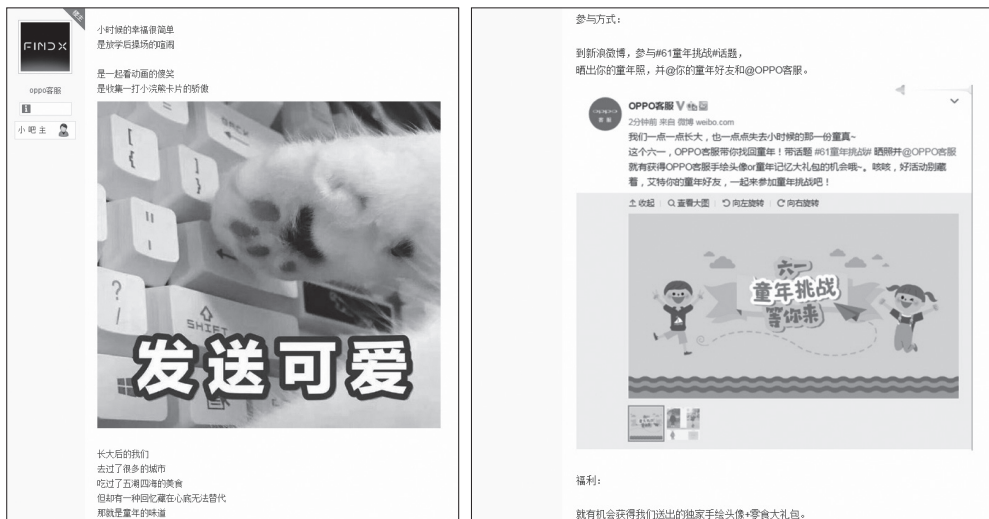 楼主
FIND X
oppo客服
小吧主
小时候的幸福很简单
是放学后操场的喧闹
是一起看动画的傻笑
是收集一打小浣熊卡片的骄傲
BACK
?
/
SHIFT
发送可爱
长大后的我们
去过了很多的城市
吃过了五湖四海的美食
但却有一种回忆藏在心底无法替代
那就是童年的味道
参与方式：
到新浪微博，参与#61童年挑战#话题，
晒出你的童年照，并@你的童年好友和@OPPO客服。
OPPO客服
2分钟前 来自 微博 weibo.com
我们一点一点长大，也一点点失去小时候的那一份童真~
这个六一，OPPO客服带你找回童年！带话题 #61童年挑战# 晒照并@OPPO客服
就有获得OPPO客服手绘头像or童年记忆大礼包的机会哦~。咳咳，好活动别藏
着，艾特你的童年好友，一起来参加童年挑战吧！
收起 查看大图 向左旋转 向右旋转
六一
童年挑战
等你来
福利：
就有机会获得我们送出的独家手绘头像+零食大礼包。